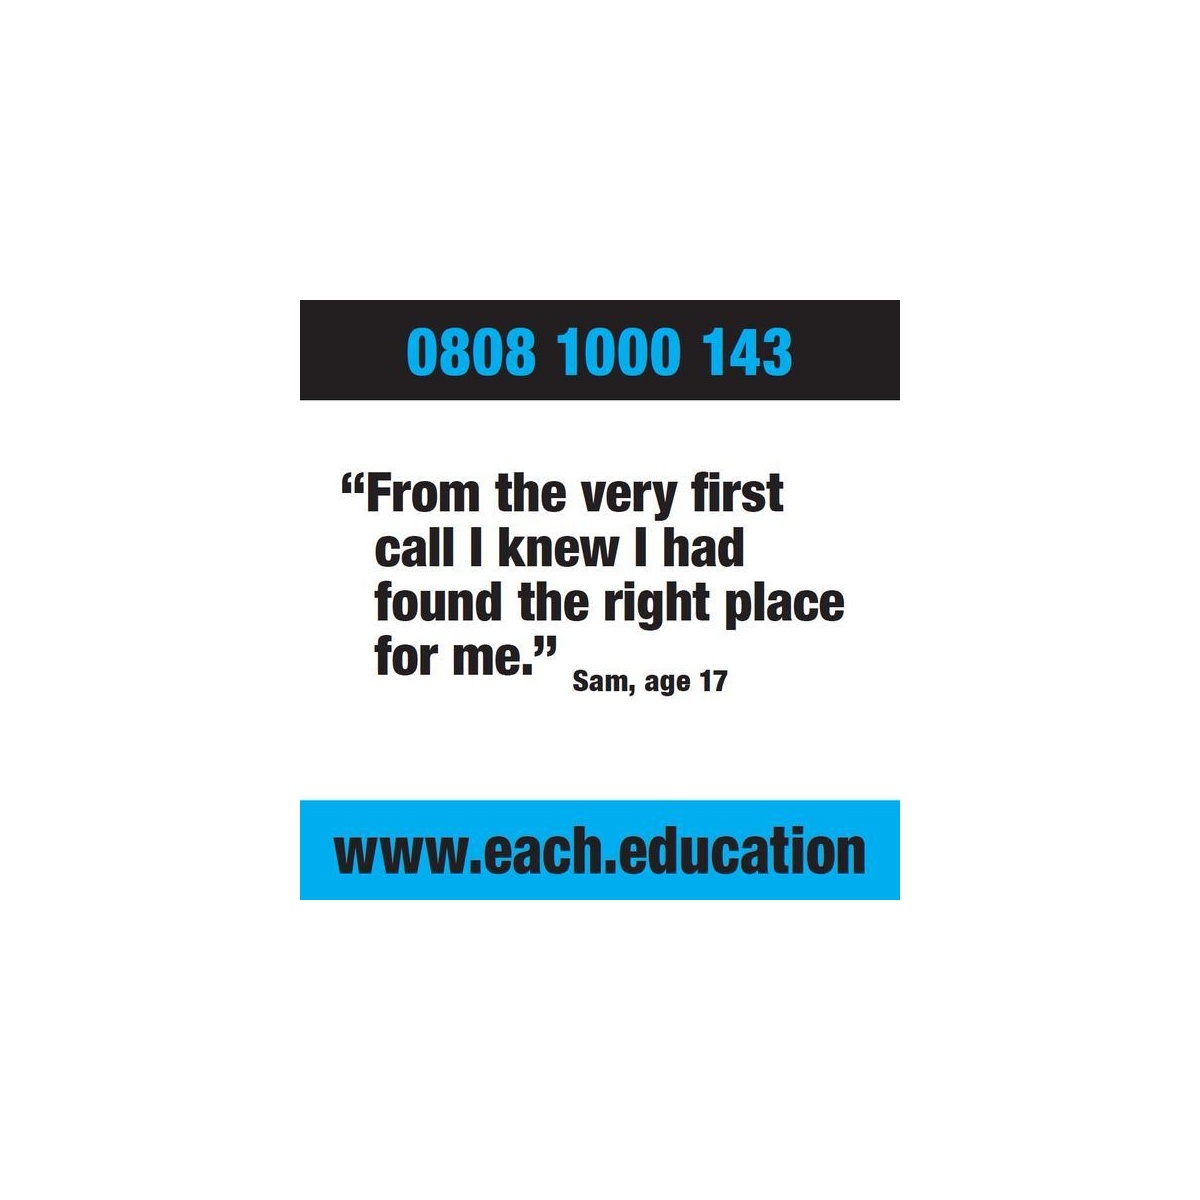 0808 1000 143
“From the very first
call I knew I had
found the right place
for me.”
Sam, age 17
www.each.education